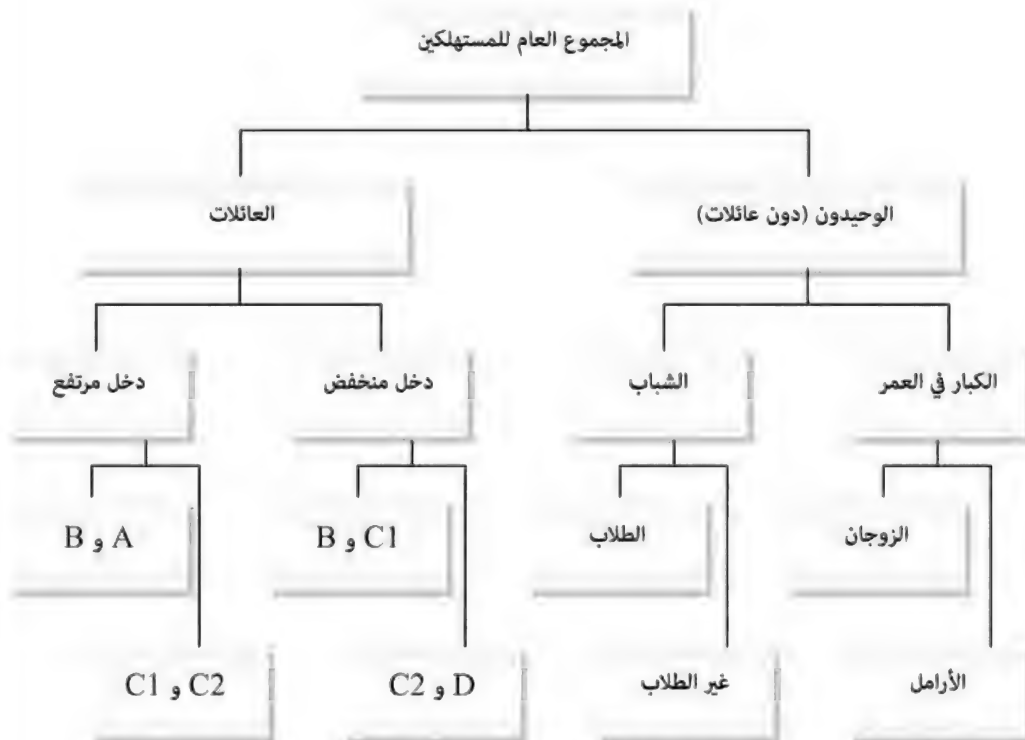 المجموع العام للمستهلكين
الوحيدون (دون عائلات)
العائلات
الكبار في العمر
الشباب
دخل منخفض
دخل مرتفع
الزوجان
الطلاب
B و C1
B و A
الأرامل
غير الطلاب
C2 و D
C1 و C2